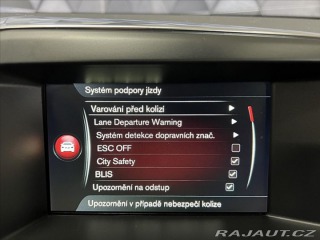 Systém podpory jízdy
Varování před kolizí
Lane Departure Warning
Systém detekce dopravních znač.
ESC OFF
City Safety
BLIS
Upozornění na odstup
Upozornění v případě nebezpečí kolize
RAJAUT.CZ